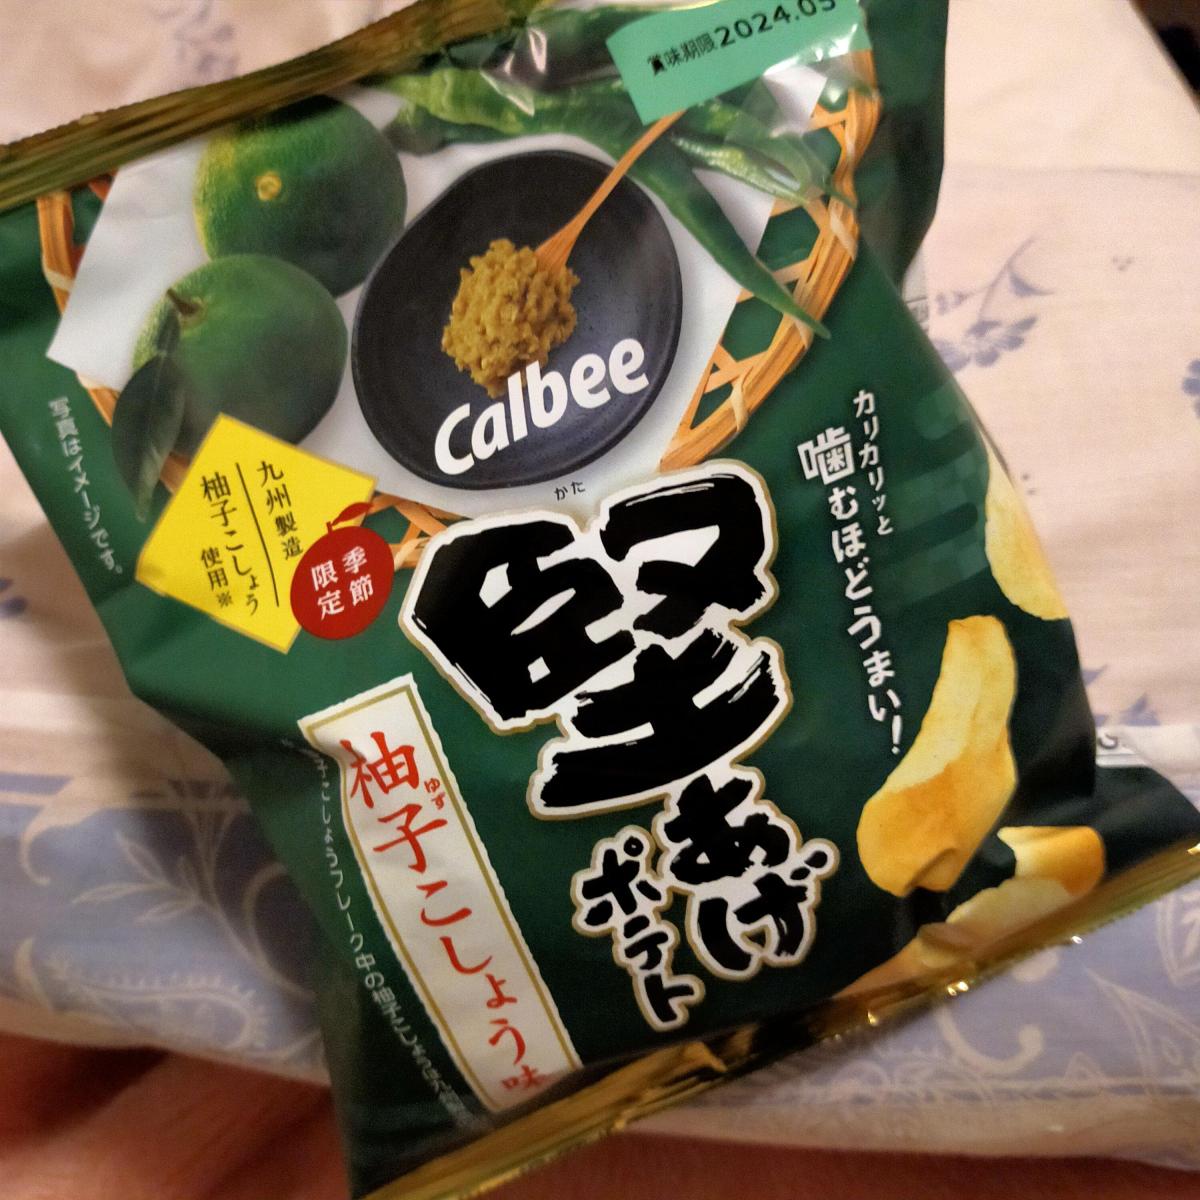 賞味期限2024.05
Calbee
かた
堅あげ
ポテト
カリカリッと
噛むほどうまい!
九州製造
柚子こしょう
使用※
季節
限定
写真はイメージです。
ゆず
柚子こしょう味